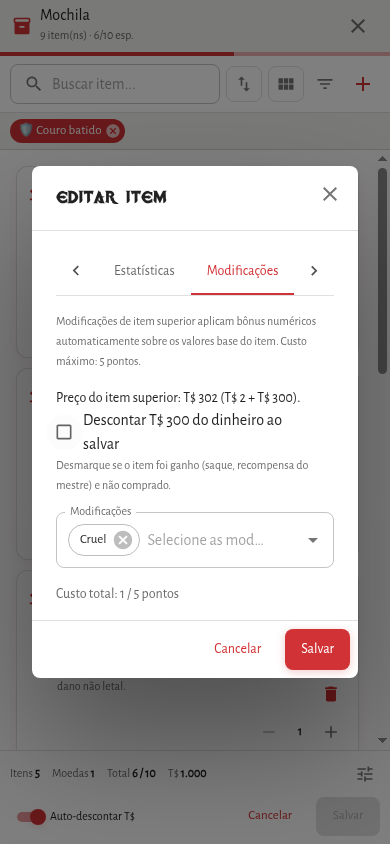 Mochila
9 item(ns) · 6/10 esp.
Buscar item...
Couro batido
EDITAR ITEM
Estatísticas
Modificações
Modificações de item superior aplicam bônus numéricos
automaticamente sobre os valores base do item. Custo
máximo: 5 pontos.
Preço do item superior: T$ 302 (T$ 2 + T$ 300).
Descontar T$ 300 do dinheiro ao
salvar
Desmarque se o item foi ganho (saque, recompensa do
mestre) e não comprado.
Modificações
Cruel
Selecione as mod...
Custo total: 1 / 5 pontos
Cancelar
Salvar
dano não letal.
1
Itens 5 Moedas 1 Total 6/10 T$ 1.000
Auto-descontar T$
Cancelar
Salvar